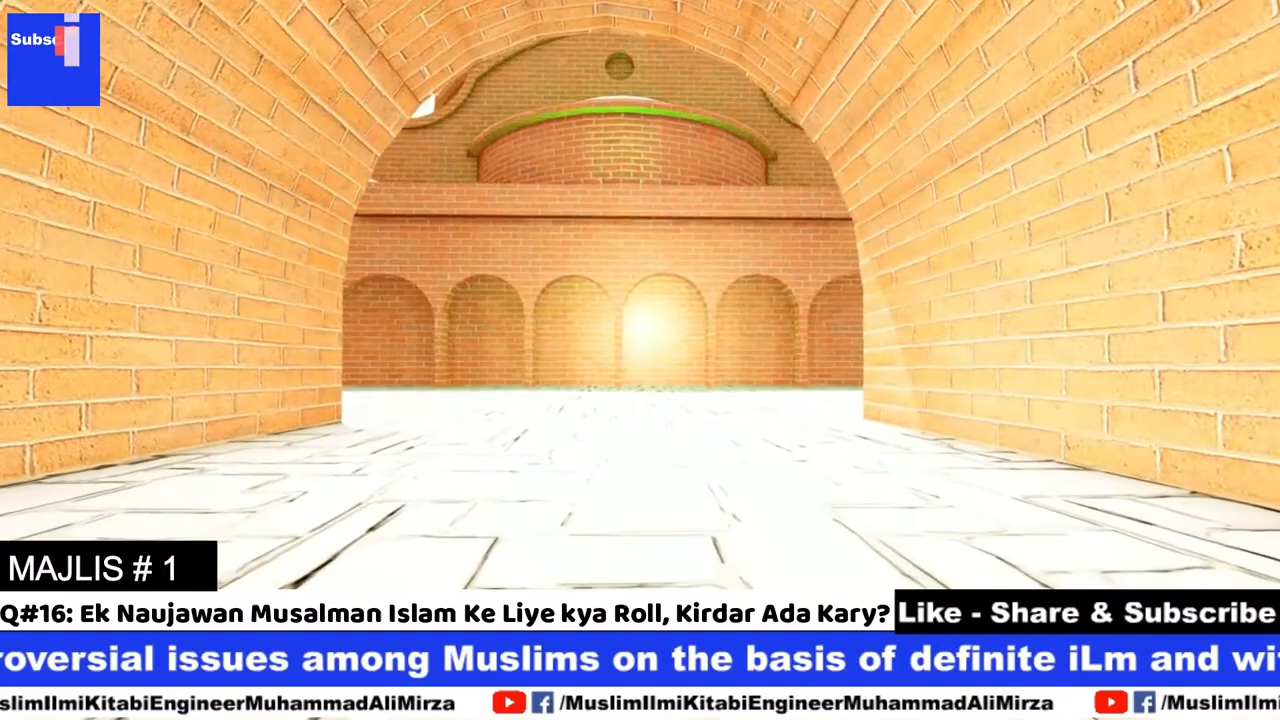 Subsc
MAJLIS # 1
Q#16: Ek Naujawan Musalman Islam Ke Liye kya Roll, Kirdar Ada Kary?
Like - Share & Subscribe
roversial issues among Muslims on the basis of definite iLm and wi
slimIlmiKitabiEngineerMuhammadAliMirza /MuslimIlmiKitabiEngineerMuhammadAliMirza /MuslimIlmi